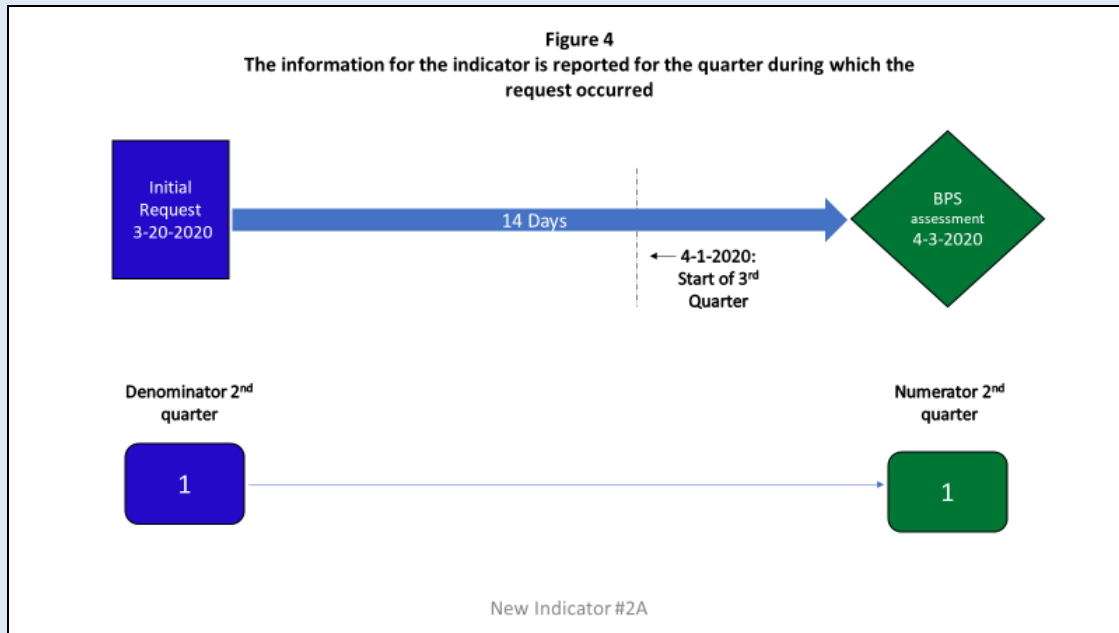 Figure 4
The information for the indicator is reported for the quarter during which the
request occurred
Initial
Request
3-20-2020
14 Days
BPS
assessment
4-3-2020
4-1-2020:
Start of 3rd
Quarter
Denominator 2nd
quarter
Numerator 2nd
quarter
1
1
New Indicator #2A